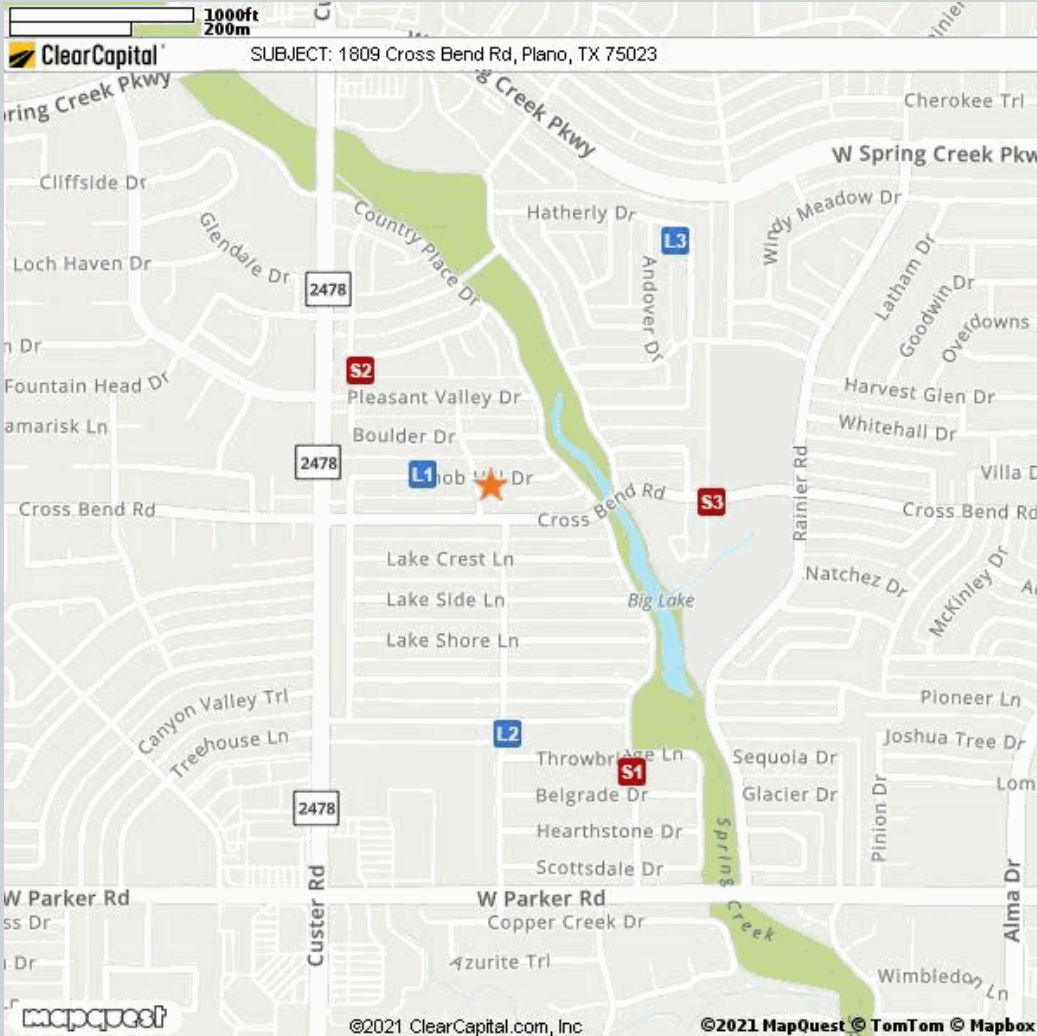 1000ft
200m
ClearCapital
SUBJECT: 1809 Cross Bend Rd, Plano, TX 75023
Creek Pkwy
Cherokee Trl
W Spring Creek Pkw
Cliffside Dr
Windy Meadow Dr
Hatherly Dr
Country Place Dr
Glendale Dr
L3
Loch Haven Dr
Andover Dr
Latham Dr
2478
Goodwin Dr
Overdowns
n Dr
S2
Fountain Head Dr
Pleasant Valley Dr
Harvest Glen Dr
amarisk Ln
Boulder Dr
Whitehall Dr
2478
L1
Dr
Villa D
Rainier Rd
Cross Bend Rd
Cross Bend Rd
S3
Cross Bend Rd
Lake Crest Ln
Natchez Dr
McKinley Dr
Lake Side Ln
Big Lake
Lake Shore Ln
Canyon Valley Trl
Pioneer Ln
Treehouse Ln
L2
Joshua Tree Dr
Throwbridge Ln
Sequoia Dr
S1
Lom
Belgrade Dr
Glacier Dr
2478
Pinion Dr
Hearthstone Dr
Scottsdale Dr
Spring Creek
W Parker Rd
W Parker Rd
Custer Rd
Alma Dr
ss Dr
Copper Creek Dr
Dr
Azurite Trl
Wimbledon Ln
mapquest
©2021 ClearCapital.com, Inc
©2021 MapQuest © TomTom © Mapbox